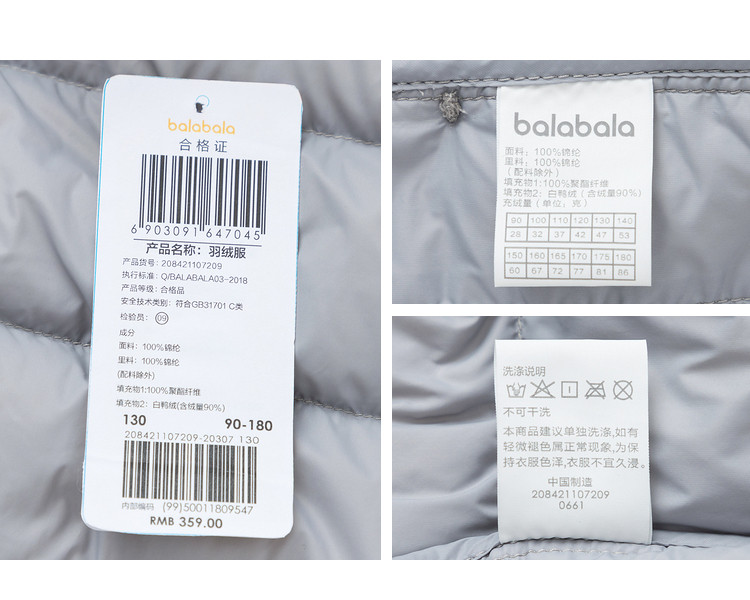 balabala
合格证
6 903091 647045
产品名称：羽绒服
产品货号：208421107209
执行标准：Q/BALABALA03-2018
产品等级：合格品
安全技术类别：符合GB31701 C类
检验员：09
成分
面料：100%锦纶
里料：100%锦纶
(配料除外)
填充物1:100%聚酯纤维
填充物2：白鸭绒(含绒量90%)
130 90-180
208421107209-20307 130
内部编码 (99)50011809547
RMB 359.00
balabala
面料：100%锦纶
里料：100%锦纶
(配料除外)
填充物1:100%聚酯纤维
填充物2：白鸭绒(含绒量90%)
充绒量(单位：克)
90 100 110 120 130 140
28 32 37 42 47 53
150 160 165 170 175 180
60 67 72 77 81 86
洗涤说明
不可干洗
本商品建议单独洗涤,如有
轻微褪色属正常现象,为保
持衣服色泽,衣服不宜久浸。
中国制造
208421107209
0661